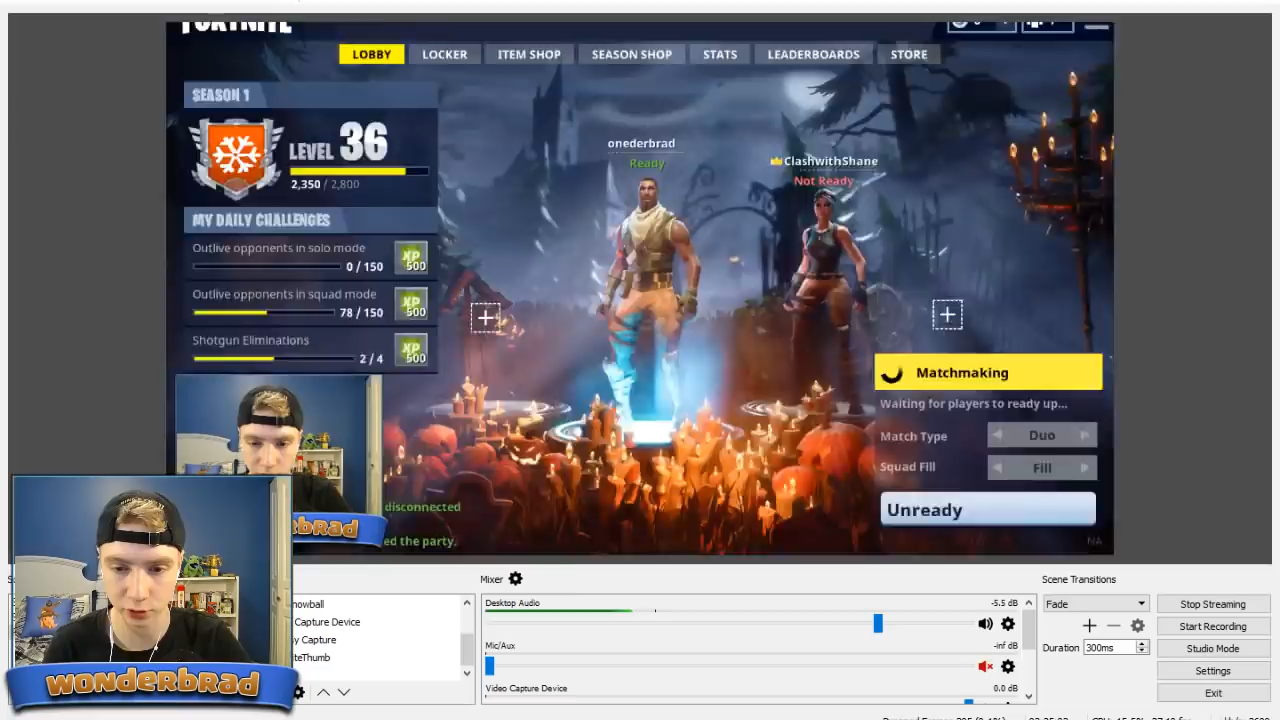 FORTNITE
LOBBY LOCKER ITEM SHOP SEASON SHOP STATS LEADERBOARDS STORE
SEASON 1
LEVEL 36
2,350 / 2,800
MY DAILY CHALLENGES
Outlive opponents in solo mode
0 / 150
XP 500
Outlive opponents in squad mode
78 / 150
XP 500
Shotgun Eliminations
2 / 4
XP 500
onederbrad
Ready
ClashwithShane
Not Ready
Matchmaking
Waiting for players to ready up...
Match Type Duo
Squad Fill Fill
Unready
N/A
disconnected
ed the party.
erbrad
wonderbrad
nowball
Capture Device
y Capture
teThumb
Mixer
Desktop Audio -5.5 dB
Mic/Aux -inf dB
Video Capture Device 0.0 dB
Scene Transitions
Fade
Duration 300ms
Stop Streaming
Start Recording
Studio Mode
Settings
Exit